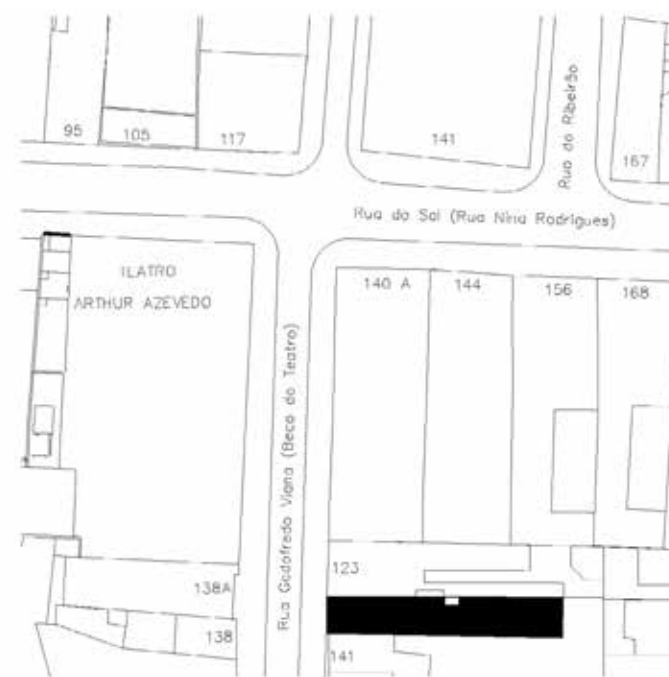 95
105
117
141
167
Rua do Ribeirão
Rua do Sol (Rua Nina Rodrigues)
ILATRO
ARTHUR AZEVEDO
140 A
144
156
168
Rua Godofredo Viana (Beco do Teatro)
123
138A
138
141